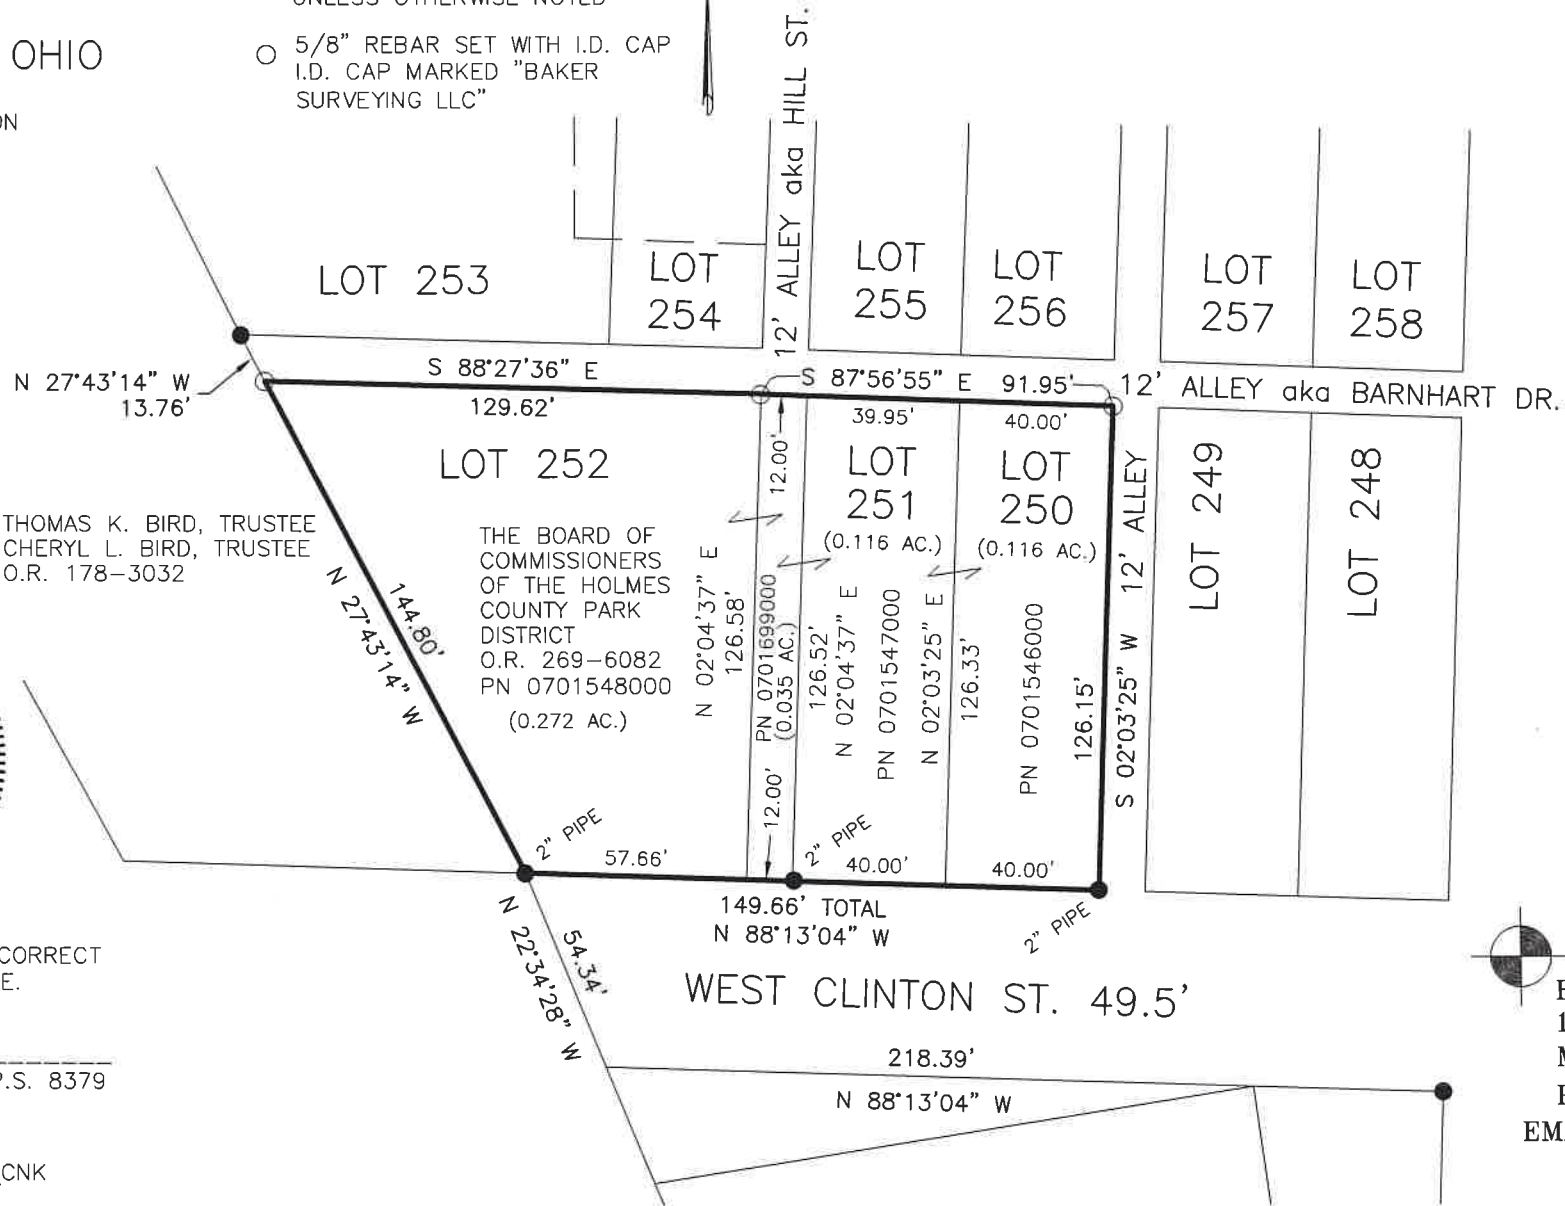 UNLESS OTHERWISE NOTED
OHIO
5/8" REBAR SET WITH I.D. CAP
I.D. CAP MARKED "BAKER
SURVEYING LLC"
ON
12' ALLEY aka HILL ST.
LOT 253
LOT
254
LOT
255
LOT
256
LOT
257
LOT
258
N 27°43'14" W
13.76'
S 88°27'36" E
129.62'
S 87°56'55" E 91.95'
39.95'
40.00'
12' ALLEY aka BARNHART DR.
LOT 252
12.00'
LOT
251
(0.116 AC.)
LOT
250
(0.116 AC.)
12' ALLEY
LOT 249
LOT 248
THOMAS K. BIRD, TRUSTEE
CHERYL L. BIRD, TRUSTEE
O.R. 178-3032
THE BOARD OF
COMMISSIONERS
OF THE HOLMES
COUNTY PARK
DISTRICT
O.R. 269-6082
PN 0701548000
(0.272 AC.)
144.80'
N 27°43'14" W
N 02°04'37" E
126.58'
PN 0701699000
(0.035 AC.)
126.52'
N 02°04'37" E
PN 0701547000
N 02°03'25" E
126.33'
PN 0701546000
126.15'
S 02°03'25" W
12.00'
2" PIPE
57.66'
2" PIPE
40.00'
40.00'
2" PIPE
149.66' TOTAL
N 88°13'04" W
54.34'
N 22°34'28" W
CORRECT
E.
WEST CLINTON ST. 49.5'
218.39'
N 88°13'04" W
P.S. 8379
CNK
EM